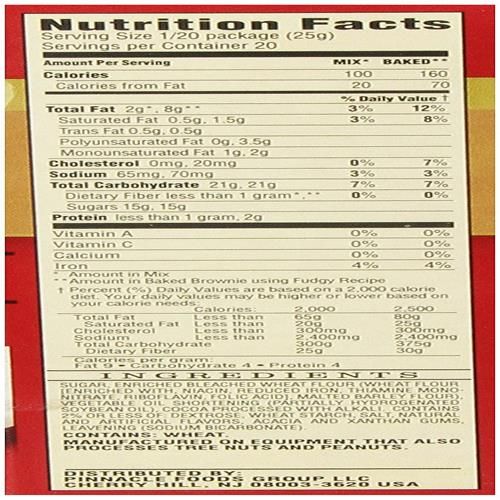 Nutrition Facts
Serving Size 1/20 package (25g)
Servings per Container 20
Amount Per Serving MIX* BAKED**
Calories 100 160
Calories from Fat 20 70
% Daily Value †
Total Fat 2g*, 8g** 3% 12%
Saturated Fat 0.5g, 1.5g 3% 8%
Trans Fat 0.5g, 0.5g
Polyunsaturated Fat 0g, 3.5g
Monounsaturated Fat 1g, 2g
Cholesterol 0mg, 20mg 0% 7%
Sodium 65mg, 70mg 3% 3%
Total Carbohydrate 21g, 21g 7% 7%
Dietary Fiber less than 1 gram*,** 0% 0%
Sugars 15g, 15g
Protein less than 1 gram, 2g
Vitamin A 0% 0%
Vitamin C 0% 0%
Calcium 0% 0%
Iron 4% 4%
* Amount in Mix
** Amount in Baked Brownie using Fudgy Recipe
† Percent (%) Daily Values are based on a 2,000 calorie
diet. Your daily values may be higher or lower based on
your calorie needs:
Calories: 2,000 2,500
Total Fat Less than 65g 80g
Saturated Fat Less than 20g 25g
Cholesterol Less than 300mg 300mg
Sodium Less than 2,400mg 2,400mg
Total Carbohydrate 300g 375g
Dietary Fiber 25g 30g
Calories per gram:
Fat 9 • Carbohydrate 4 • Protein 4
INGREDIENTS
SUGAR, ENRICHED BLEACHED WHEAT FLOUR (WHEAT FLOUR
ENRICHED WITH, NIACIN, REDUCED IRON, THIAMINE MONO-
NITRATE, RIBOFLAVIN, FOLIC ACID), MALTED BARLEY FLOUR),
VEGETABLE OIL SHORTENING (PARTIALLY HYDROGENATED
SOYBEAN OIL), COCOA PROCESSED WITH ALKALI. CONTAINS
2% OR LESS OF: DEXTROSE, WHEAT STARCH, SALT, NATURAL
AND ARTIFICIAL FLAVORS, ACACIA AND XANTHAN GUMS,
LEAVENING (SODIUM BICARBONATE).
CONTAINS: WHEAT.
MANUFACTURED ON EQUIPMENT THAT ALSO
PROCESSES TREE NUTS AND PEANUTS.
DISTRIBUTED BY:
PINNACLE FOODS GROUP LLC
CHERRY HILL, NJ 08003-3620 USA